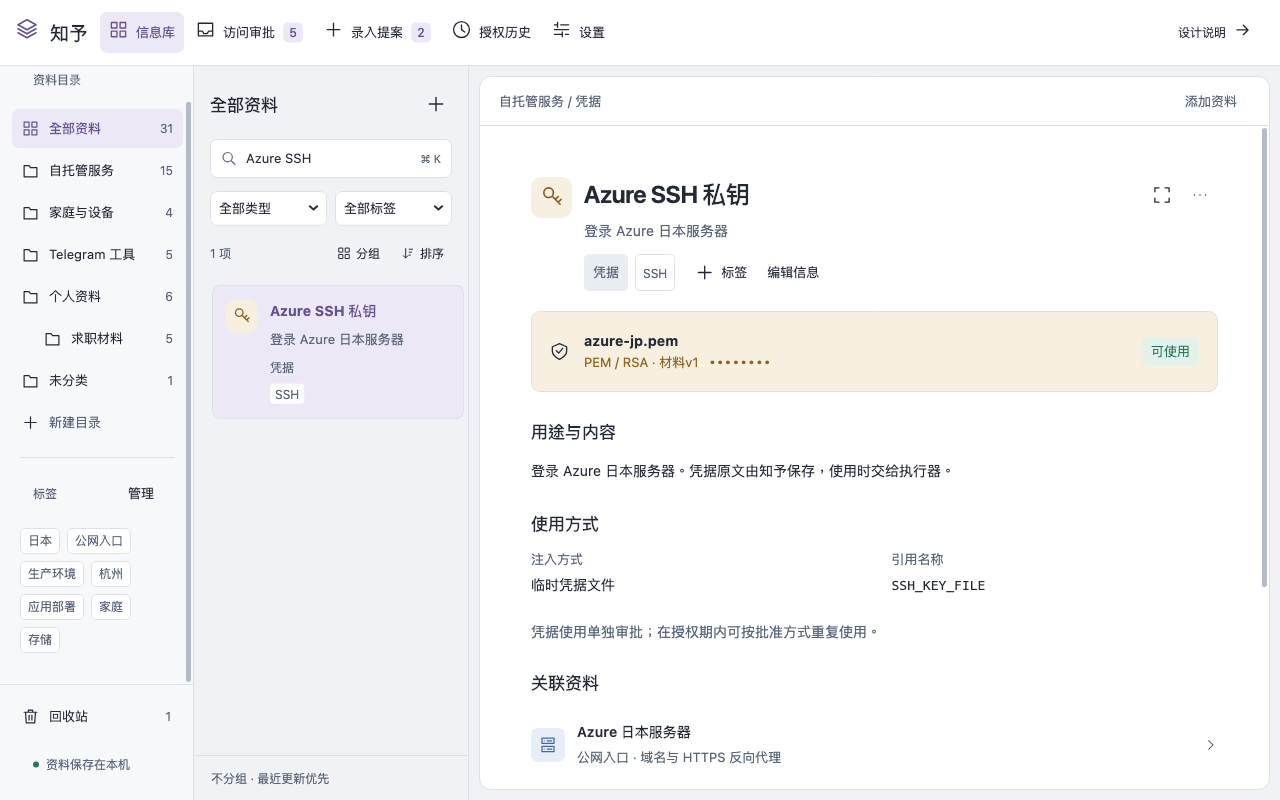 知予
信息库
访问审批 5
录入提案 2
授权历史
设置
设计说明
资料目录
全部资料 31
自托管服务 15
家庭与设备 4
Telegram 工具 5
个人资料 6
求职材料 5
未分类 1
新建目录
标签 管理
日本 公网入口
生产环境 杭州
应用部署 家庭
存储
回收站 1
资料保存在本机
全部资料
Azure SSH ⌘ K
全部类型 全部标签
1 项 分组 排序
Azure SSH 私钥
登录 Azure 日本服务器
凭据
SSH
不分组 · 最近更新优先
自托管服务 / 凭据 添加资料
Azure SSH 私钥
登录 Azure 日本服务器
凭据 SSH 标签 编辑信息
azure-jp.pem
PEM / RSA · 材料v1 ••••••••
可使用
用途与内容
登录 Azure 日本服务器。凭据原文由知予保存，使用时交给执行器。
使用方式
注入方式 引用名称
临时凭据文件 SSH_KEY_FILE
凭据使用单独审批；在授权期内可按批准方式重复使用。
关联资料
Azure 日本服务器
公网入口 · 域名与 HTTPS 反向代理